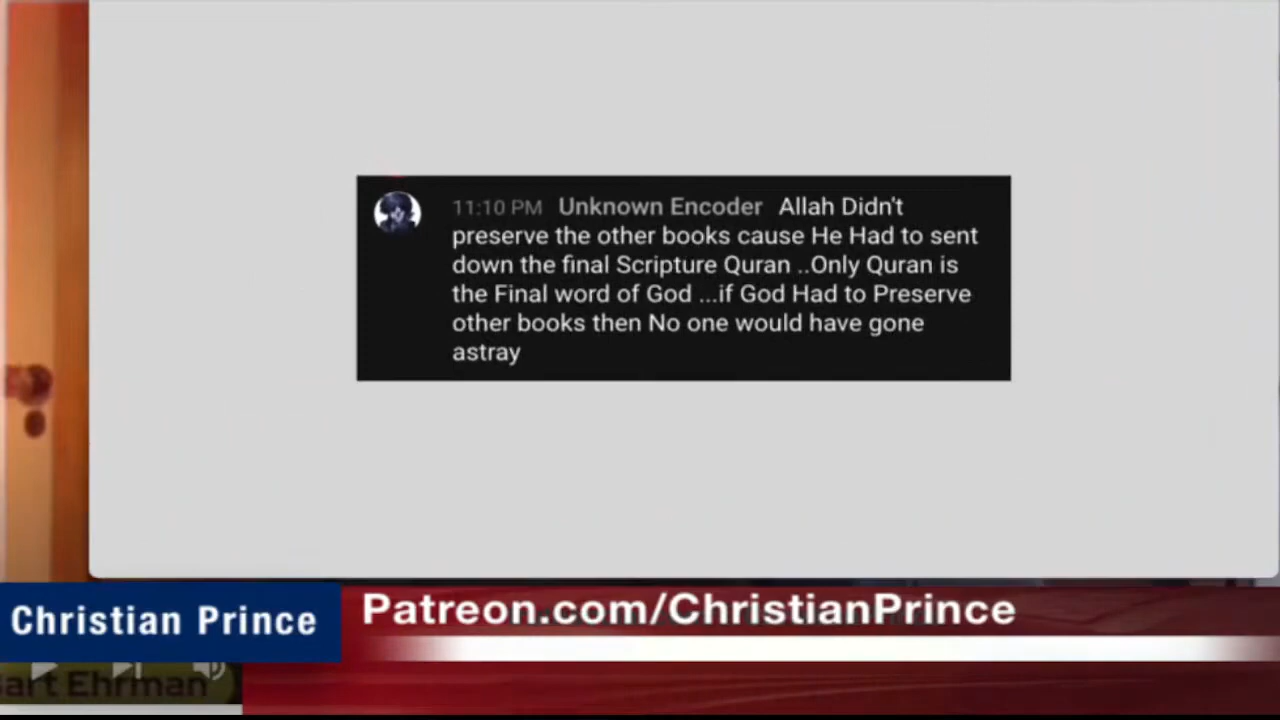 11:10 PM Unknown Encoder Allah Didn't
preserve the other books cause He Had to sent
down the final Scripture Quran ..Only Quran is
the Final word of God ...if God Had to Preserve
other books then No one would have gone
astray
Christian Prince
Patreon.com/ChristianPrince
Bart Ehrman